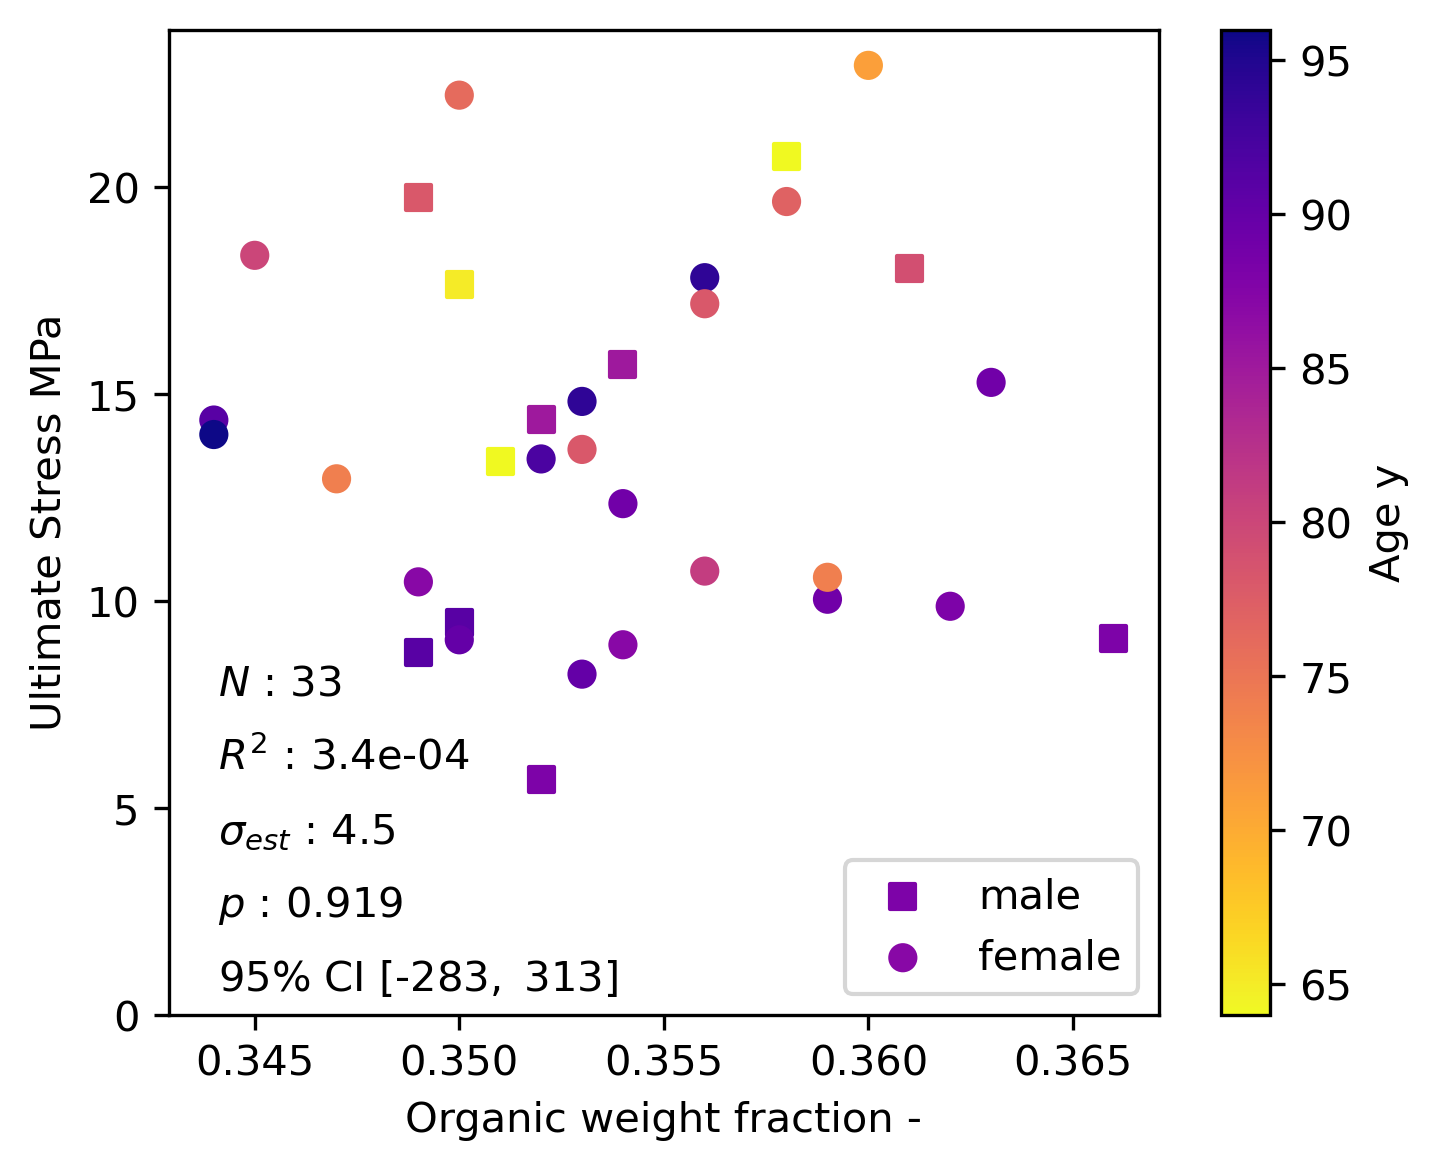 Ultimate Stress MPa
20
15
10
5
0
N : 33
R² : 3.4e-04
σest : 4.5
p : 0.919
95% CI [-283, 313]
male
female
0.345 0.350 0.355 0.360 0.365
Organic weight fraction -
95
90
85
80
75
70
65
Age y